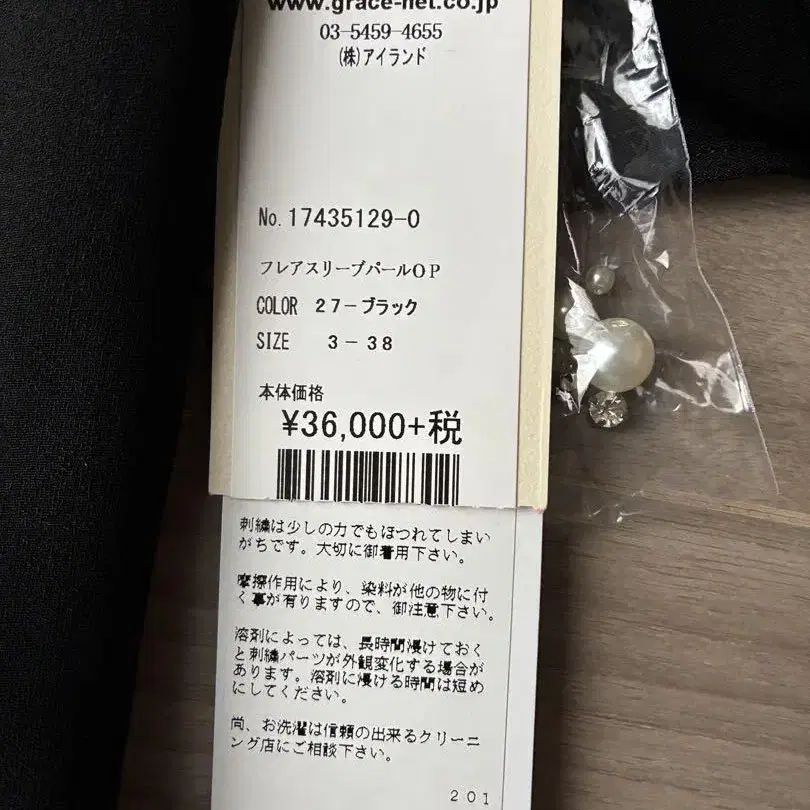 www.grace-net.co.jp
03-5459-4655
(株)アイランド
No. 17435129-0
フレアスリーブパールOP
COLOR 27-ブラック
SIZE 3-38
本体価格
¥36,000+税
刺繍は少しの力でもほつれてしまい
がちです。大切に御着用下さい。
摩擦作用により、染料が他の物に付
く事が有りますので、御注意下さい。
溶剤によっては、長時間浸けておく
と刺繍パーツが外観変化する場合が
あります。溶剤に浸ける時間は短め
にしてください。
尚、お洗濯は信頼の出来るクリーニ
ング店にご相談下さい。
201